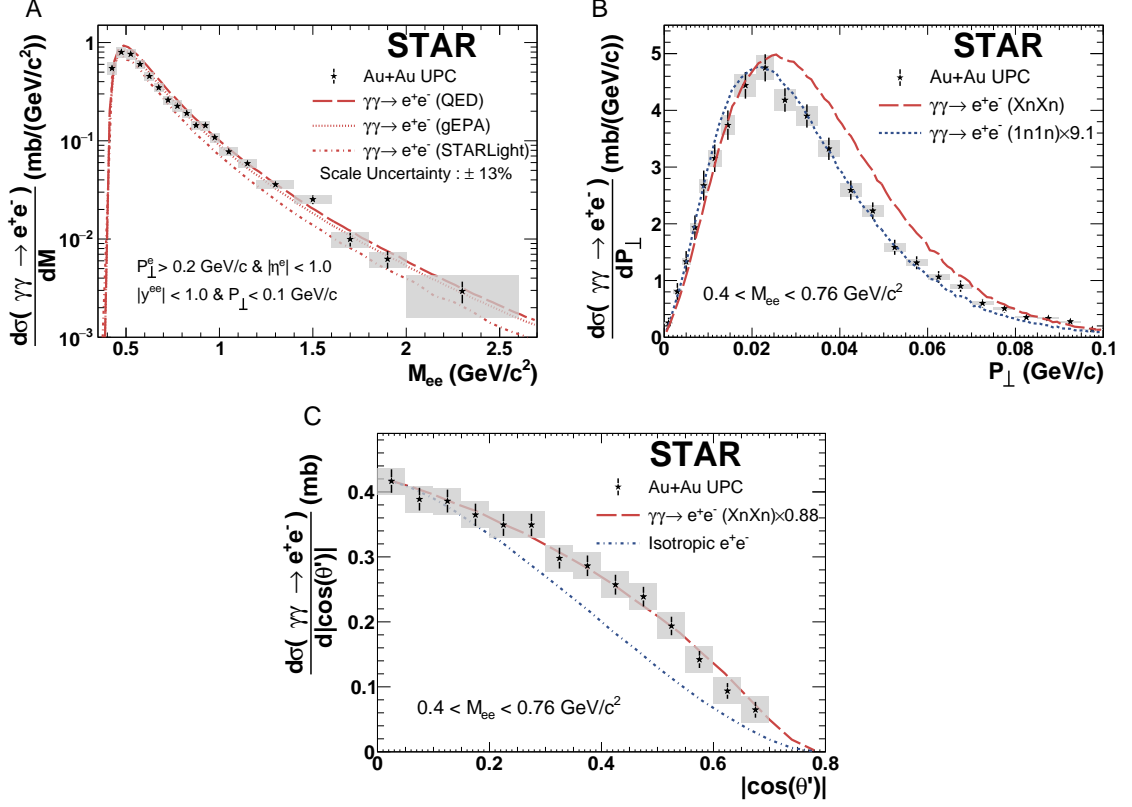 A
STAR
Au+Au UPC
γγ→ e⁺e⁻ (QED)
γγ→ e⁺e⁻ (gEPA)
γγ→ e⁺e⁻ (STARLight)
Scale Uncertainty : ± 13%
P⊥ᵉ > 0.2 GeV/c & |ηᵉ| < 1.0
|yᵉᵉ| < 1.0 & P⊥ < 0.1 GeV/c
dσ( γγ → e⁺e⁻ )
dM
(mb/(GeV/c²))
1
10⁻¹
10⁻²
10⁻³
0.5 1 1.5 2 2.5
M_ee (GeV/c²)
B
STAR
Au+Au UPC
γγ→ e⁺e⁻ (XnXn)
γγ→ e⁺e⁻ (1n1n)×9.1
0.4 < M_ee < 0.76 GeV/c²
dσ( γγ → e⁺e⁻ )
dP⊥
(mb/(GeV/c))
5
4
3
2
1
0
0 0.02 0.04 0.06 0.08 0.1
P⊥ (GeV/c)
C
STAR
Au+Au UPC
γγ→ e⁺e⁻ (XnXn)×0.88
Isotropic e⁺e⁻
0.4 < M_ee < 0.76 GeV/c²
dσ( γγ → e⁺e⁻ )
d|cos(θ')|
(mb)
0.4
0.3
0.2
0.1
0
0 0.2 0.4 0.6 0.8
|cos(θ')|